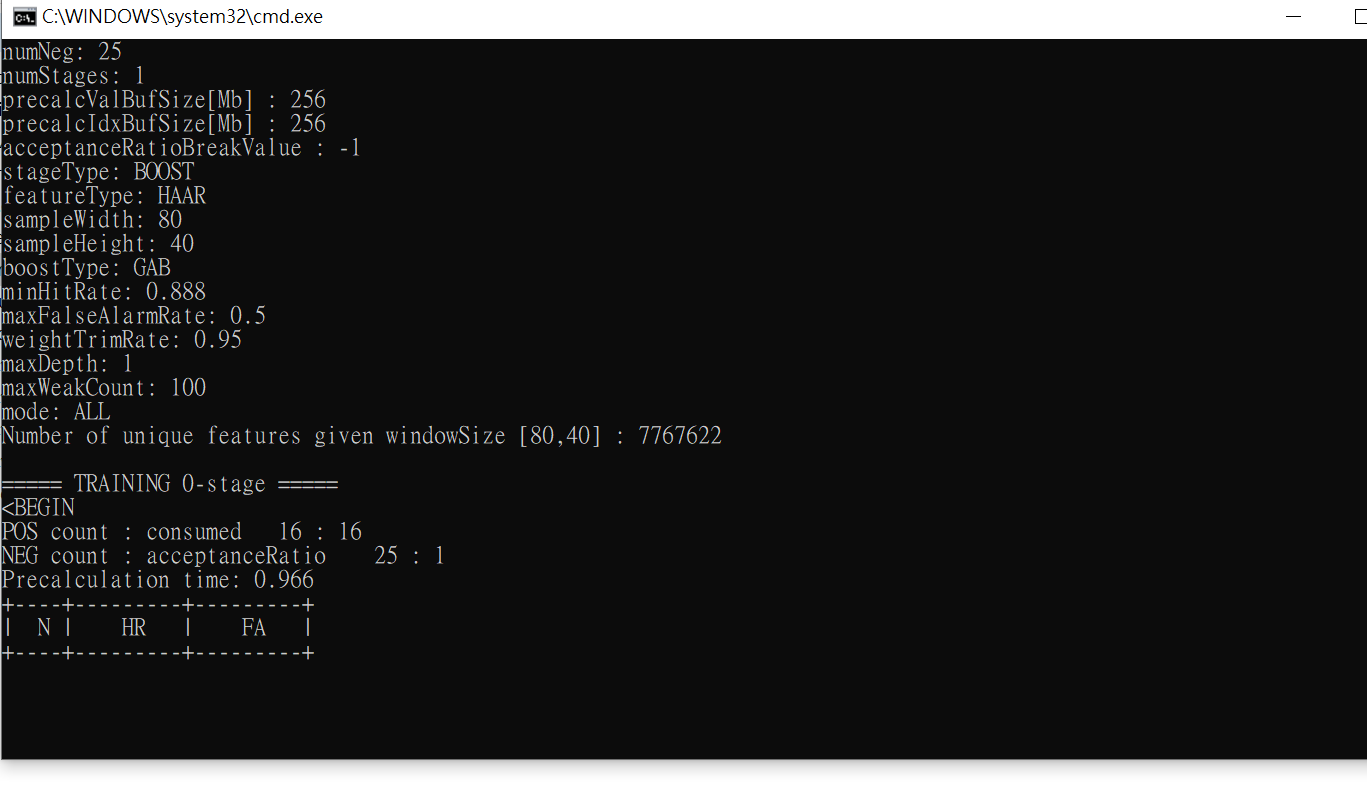 C:\WINDOWS\system32\cmd.exe
numNeg: 25
numStages: 1
precalcValBufSize[Mb] : 256
precalcIdxBufSize[Mb] : 256
acceptanceRatioBreakValue : -1
stageType: BOOST
featureType: HAAR
sampleWidth: 80
sampleHeight: 40
boostType: GAB
minHitRate: 0.888
maxFalseAlarmRate: 0.5
weightTrimRate: 0.95
maxDepth: 1
maxWeakCount: 100
mode: ALL
Number of unique features given windowSize [80,40] : 7767622
===== TRAINING 0-stage =====
<BEGIN
POS count : consumed   16 : 16
NEG count : acceptanceRatio    25 : 1
Precalculation time: 0.966
+----+---------+---------+
|  N |    HR   |    FA   |
+----+---------+---------+